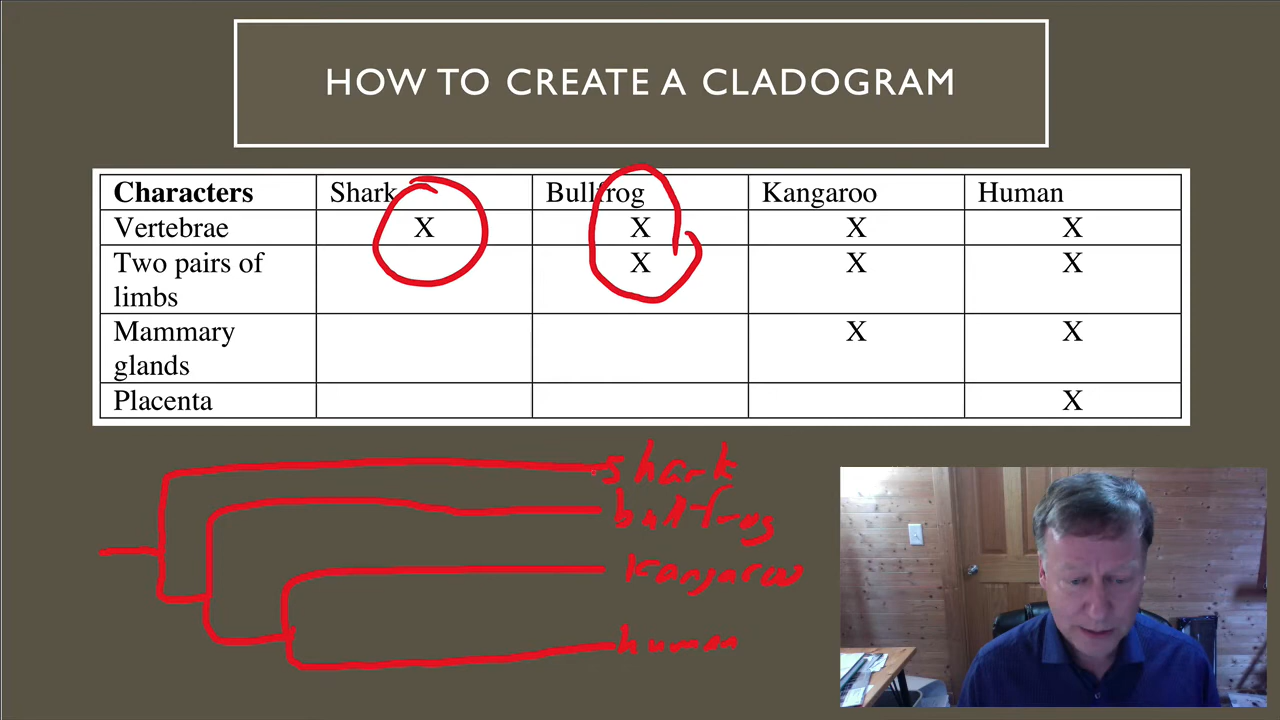 HOW TO CREATE A CLADOGRAM
Characters Shark Bullfrog Kangaroo Human
Vertebrae X X X X
Two pairs of limbs X X X
Mammary glands X X
Placenta X
shark
bullfrog
kangaroo
human